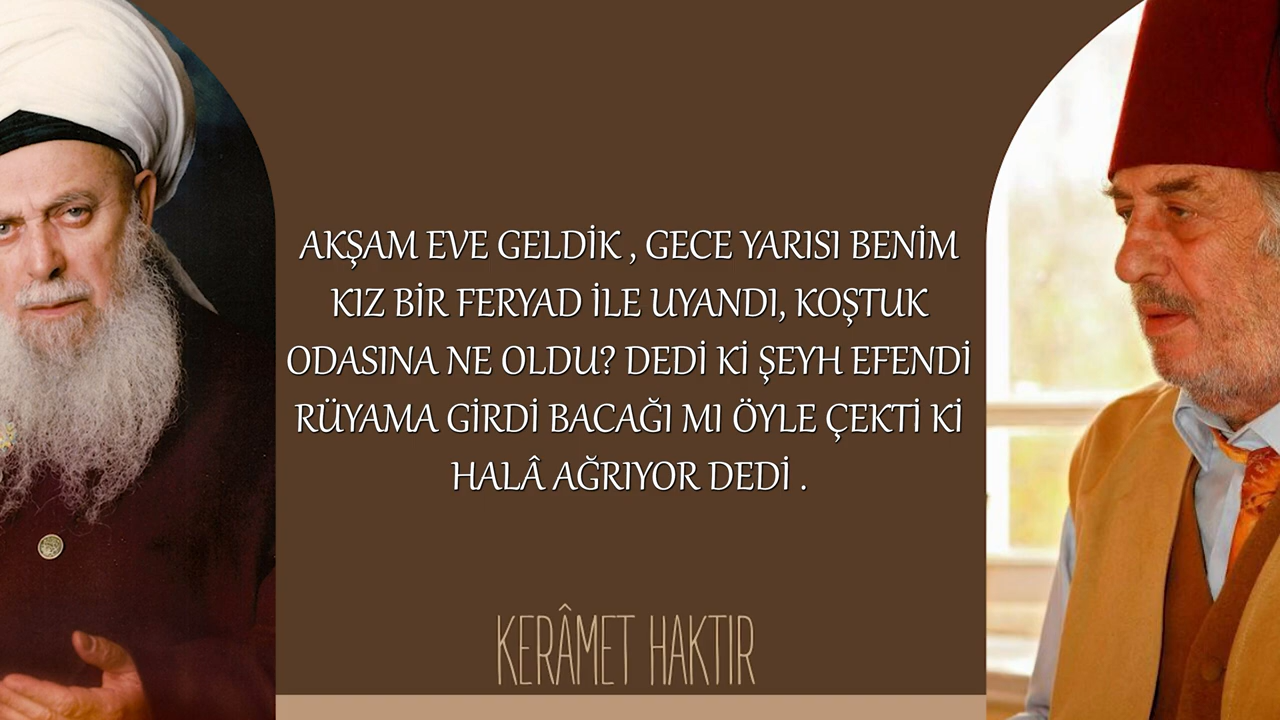 AKŞAM EVE GELDİK , GECE YARISI BENİM
KIZ BİR FERYAD İLE UYANDI, KOŞTUK
ODASINA NE OLDU? DEDİ Kİ ŞEYH EFENDİ
RÜYAMA GİRDİ BACAĞI MI ÖYLE ÇEKTİ Kİ
HALÂ AĞRIYOR DEDİ .
KERÂMET HAKTIR